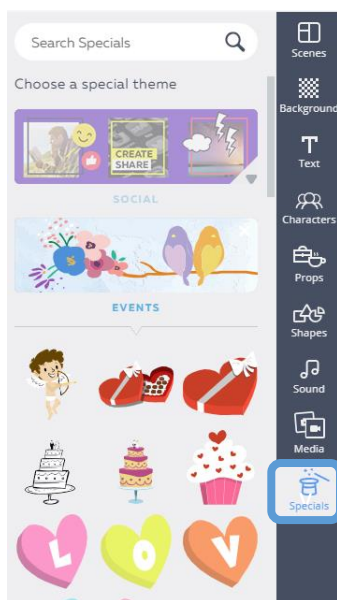 Search Specials
Choose a special theme
CREATE
SHARE
SOCIAL
EVENTS
L
O
V
Scenes
Background
Text
Characters
Props
Shapes
Sound
Media
Specials